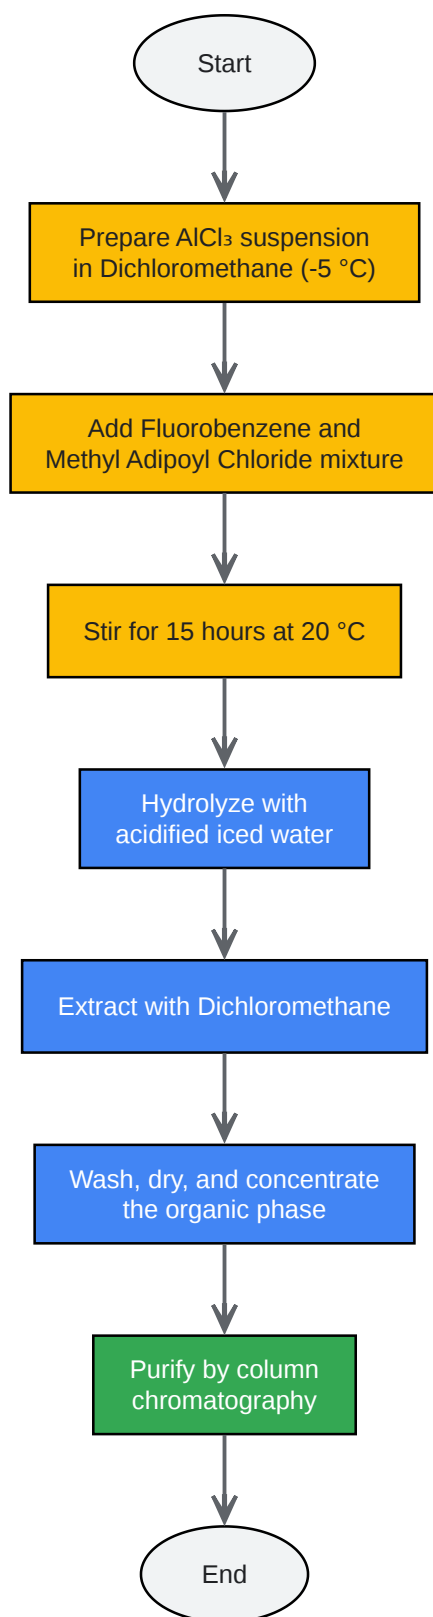 Start
Prepare AlCl₃ suspension
in Dichloromethane (-5 °C)
Add Fluorobenzene and
Methyl Adipoyl Chloride mixture
Stir for 15 hours at 20 °C
Hydrolyze with
acidified iced water
Extract with Dichloromethane
Wash, dry, and concentrate
the organic phase
Purify by column
chromatography
End